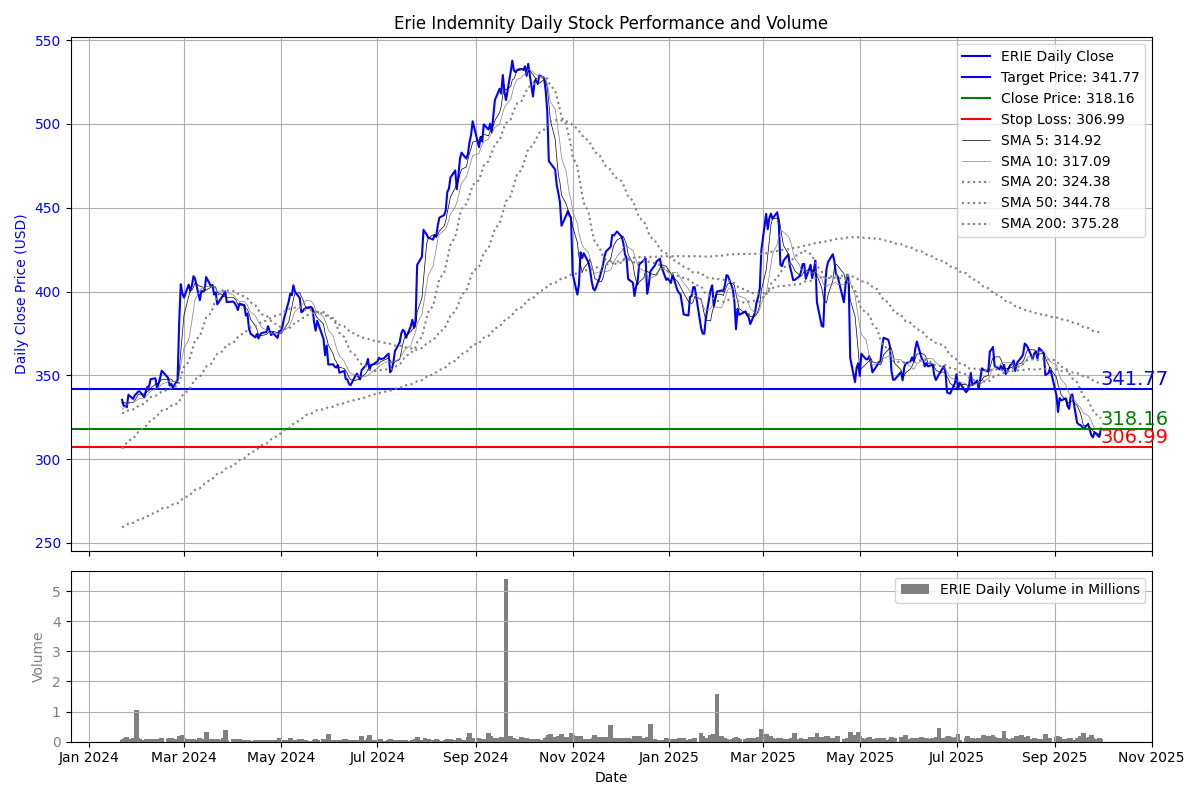 Erie Indemnity Daily Stock Performance and Volume
550
500
450
400
350
300
250
Daily Close Price (USD)
ERIE Daily Close
Target Price: 341.77
Close Price: 318.16
Stop Loss: 306.99
SMA 5: 314.92
SMA 10: 317.09
SMA 20: 324.38
SMA 50: 344.78
SMA 200: 375.28
341.77
318.16
306.99
5
4
3
2
1
0
Volume
ERIE Daily Volume in Millions
Jan 2024
Mar 2024
May 2024
Jul 2024
Sep 2024
Nov 2024
Jan 2025
Mar 2025
May 2025
Jul 2025
Sep 2025
Nov 2025
Date